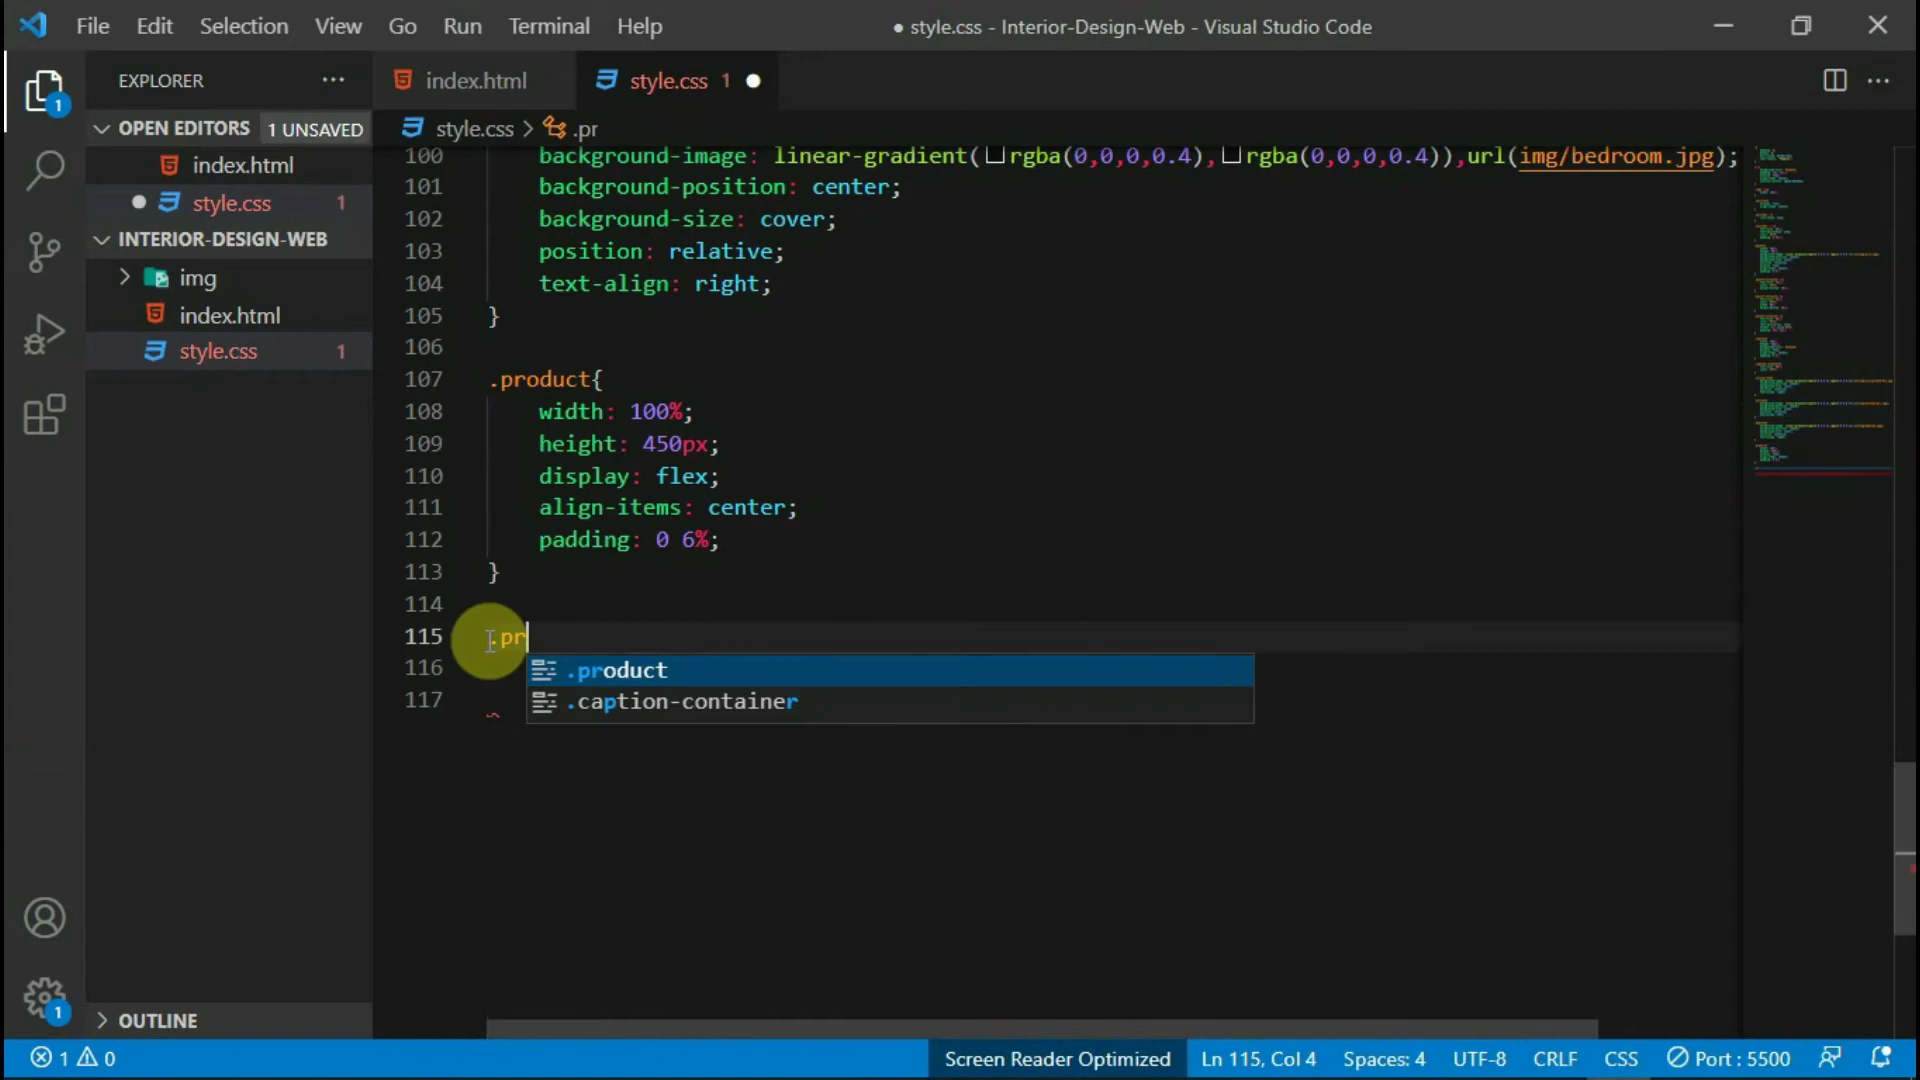 File Edit Selection View Go Run Terminal Help
● style.css - Interior-Design-Web - Visual Studio Code
EXPLORER
index.html
style.css 1
OPEN EDITORS 1 UNSAVED
index.html
style.css 1
INTERIOR-DESIGN-WEB
img
index.html
style.css 1
OUTLINE
1
1
style.css > .pr
100 background-image: linear-gradient(rgba(0,0,0,0.4),rgba(0,0,0,0.4)),url(img/bedroom.jpg);
101 background-position: center;
102 background-size: cover;
103 position: relative;
104 text-align: right;
105 }
106
107 .product{
108 width: 100%;
109 height: 450px;
110 display: flex;
111 align-items: center;
112 padding: 0 6%;
113 }
114
115 .pr
116
117
.product
.caption-container
1 0
Screen Reader Optimized
Ln 115, Col 4
Spaces: 4
UTF-8
CRLF
CSS
Port : 5500